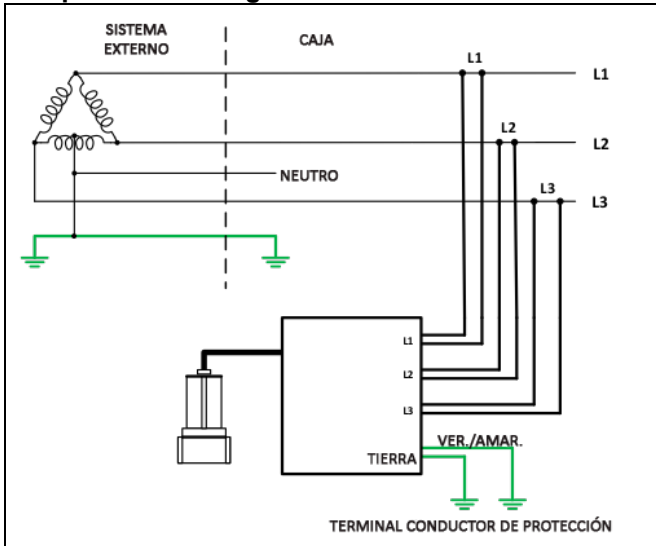 SISTEMA
EXTERNO
CAJA
L1
L1
L2
L2
NEUTRO
L3
L3
L1
L2
L3
VER./AMAR.
TIERRA
TERMINAL CONDUCTOR DE PROTECCIÓN